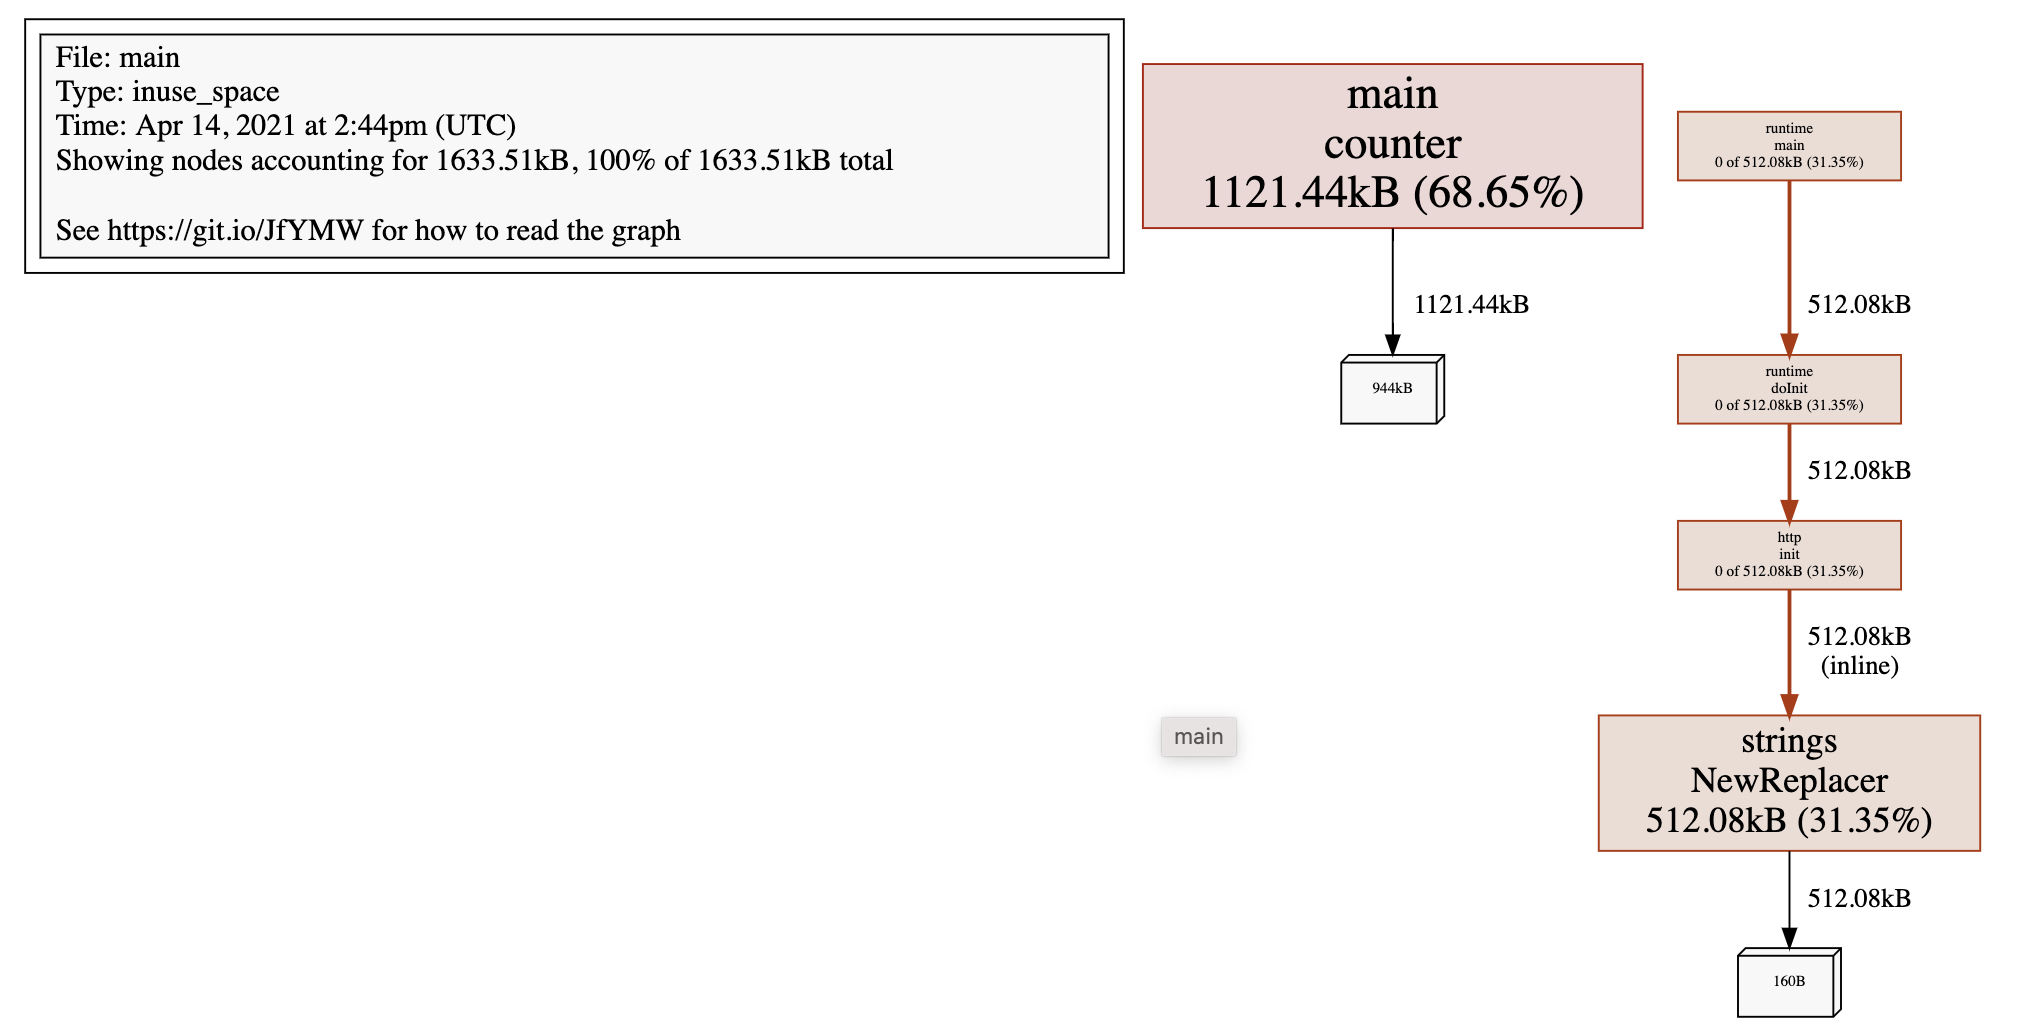 File: main
Type: inuse_space
Time: Apr 14, 2021 at 2:44pm (UTC)
Showing nodes accounting for 1633.51kB, 100% of 1633.51kB total
See https://git.io/JfYMW for how to read the graph
main
counter
1121.44kB (68.65%)
1121.44kB
944kB
runtime
main
0 of 512.08kB (31.35%)
512.08kB
runtime
doInit
0 of 512.08kB (31.35%)
512.08kB
http
init
0 of 512.08kB (31.35%)
512.08kB
(inline)
main
strings
NewReplacer
512.08kB (31.35%)
512.08kB
160B